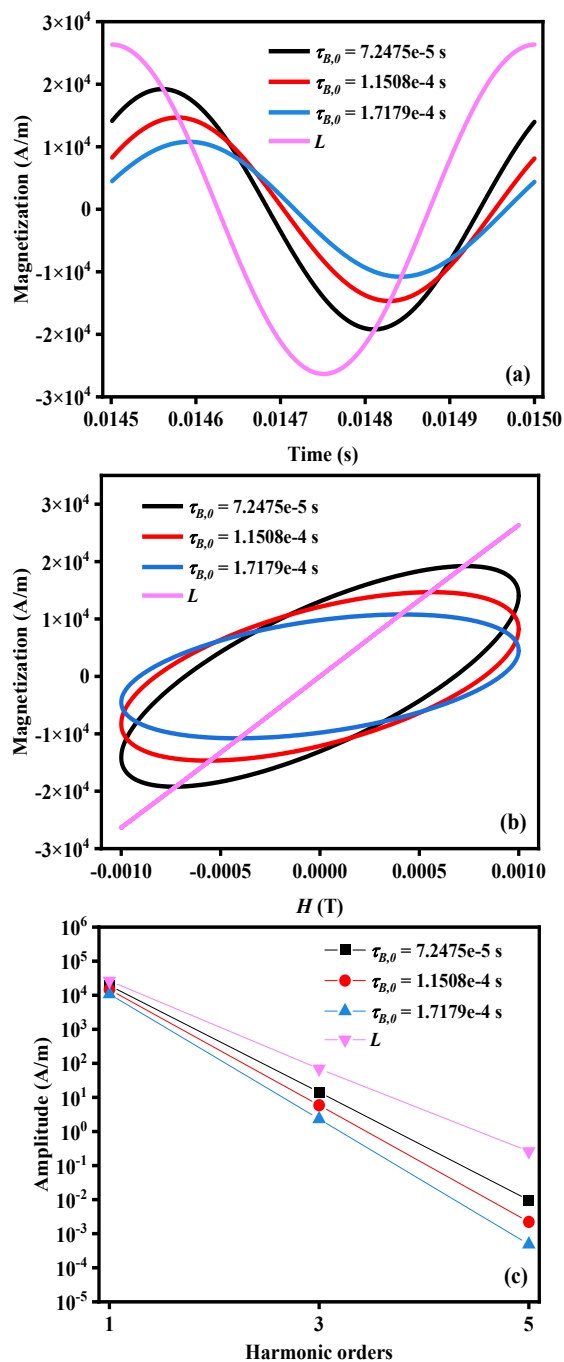 3×10⁴
2×10⁴
1×10⁴
0
-1×10⁴
-2×10⁴
-3×10⁴
Magnetization (A/m)
τB,0 = 7.2475e-5 s
τB,0 = 1.1508e-4 s
τB,0 = 1.7179e-4 s
L
(a)
0.0145 0.0146 0.0147 0.0148 0.0149 0.0150
Time (s)
3×10⁴
2×10⁴
1×10⁴
0
-1×10⁴
-2×10⁴
-3×10⁴
Magnetization (A/m)
τB,0 = 7.2475e-5 s
τB,0 = 1.1508e-4 s
τB,0 = 1.7179e-4 s
L
(b)
-0.0010 -0.0005 0.0000 0.0005 0.0010
H (T)
10⁶
10⁵
10⁴
10³
10²
10¹
10⁰
10⁻¹
10⁻²
10⁻³
10⁻⁴
10⁻⁵
Amplitude (A/m)
τB,0 = 7.2475e-5 s
τB,0 = 1.1508e-4 s
τB,0 = 1.7179e-4 s
L
(c)
1 3 5
Harmonic orders